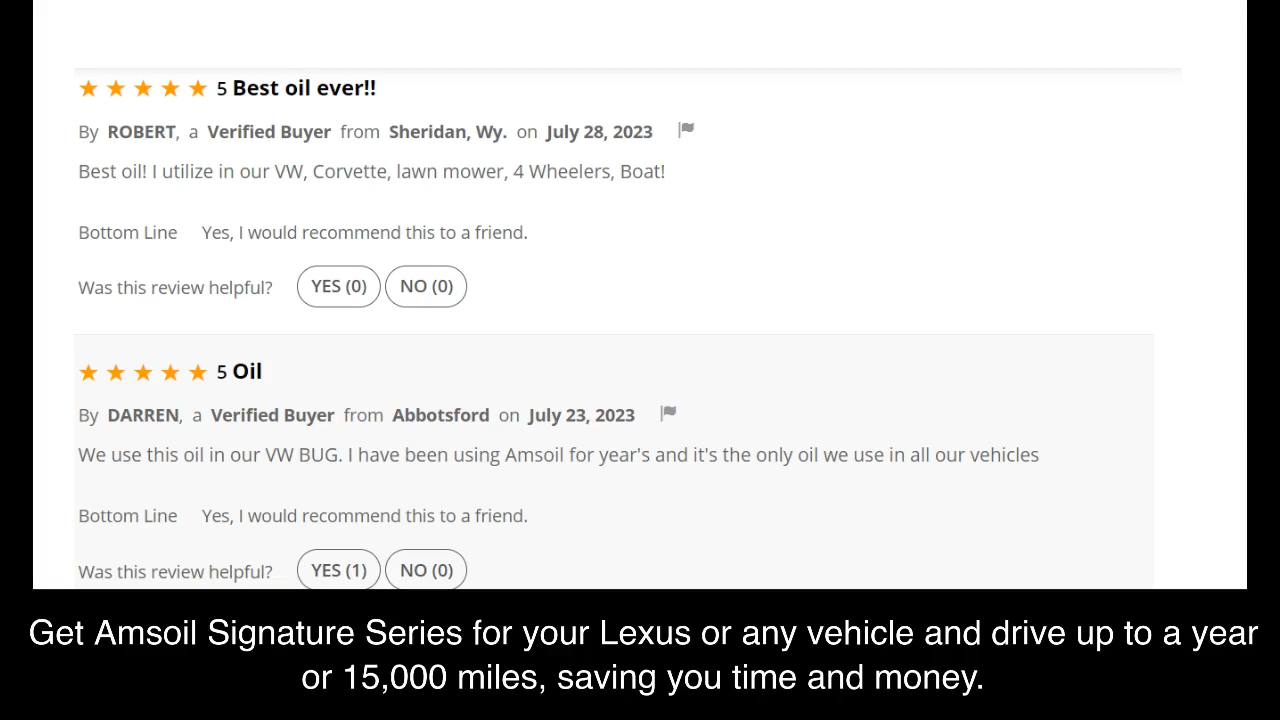 5 Best oil ever!!
By ROBERT, a Verified Buyer from Sheridan, Wy. on July 28, 2023
Best oil! I utilize in our VW, Corvette, lawn mower, 4 Wheelers, Boat!
Bottom Line Yes, I would recommend this to a friend.
Was this review helpful? YES (0) NO (0)
5 Oil
By DARREN, a Verified Buyer from Abbotsford on July 23, 2023
We use this oil in our VW BUG. I have been using Amsoil for year's and it's the only oil we use in all our vehicles
Bottom Line Yes, I would recommend this to a friend.
Was this review helpful? YES (1) NO (0)
Get Amsoil Signature Series for your Lexus or any vehicle and drive up to a year
or 15,000 miles, saving you time and money.